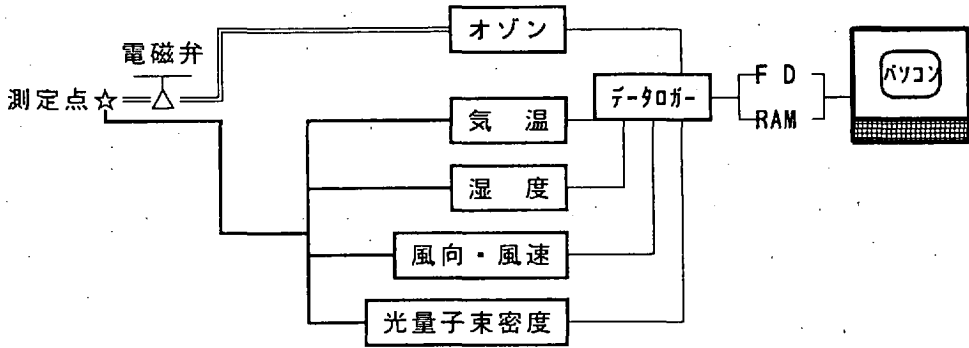 オゾン
電磁弁
測定点☆
データロガー
FD
RAM
パソコン
気温
湿度
風向・風速
光量子束密度